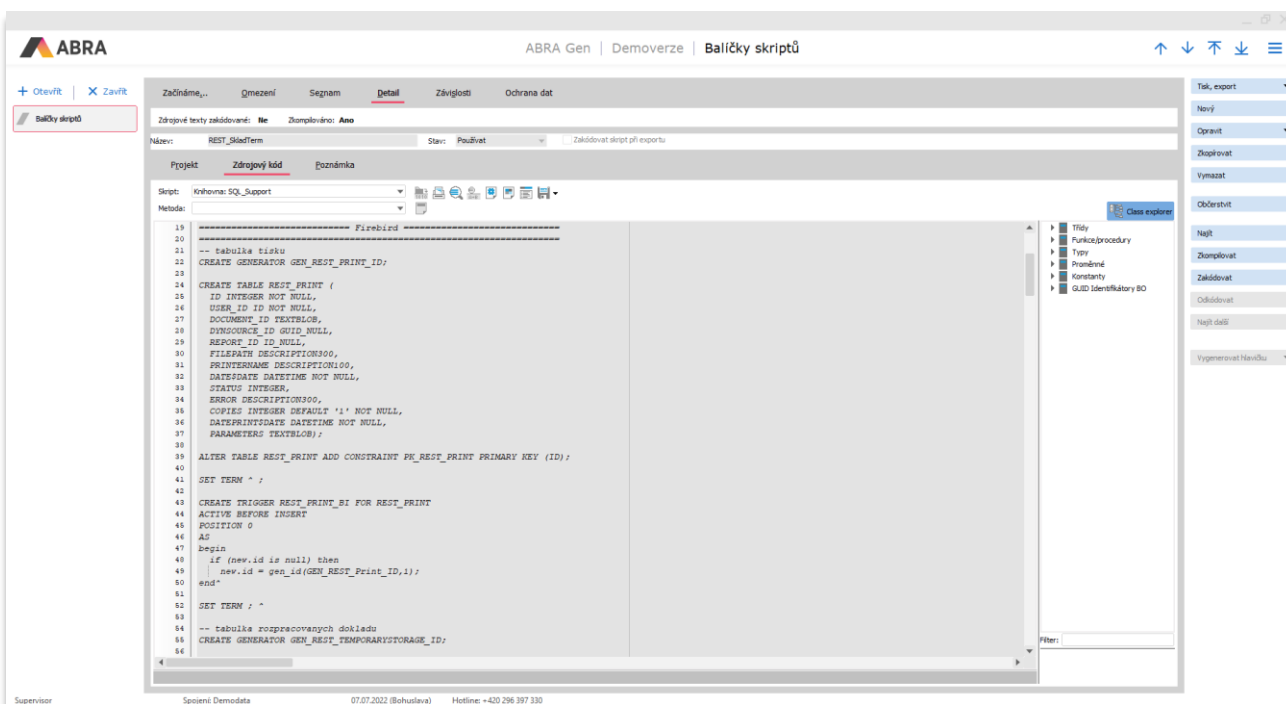 ABRA
ABRA Gen | Demoverze | Balíčky skriptů
+ Otevřít | X Zavřít
Balíčky skriptů
Začínáme,.. Omezení Seznam Detail Závislosti Ochrana dat
Zdrojové texty zakódované: Ne Zkompilováno: Ano
Název: REST_SkladTerm Stav: Používat Zakódovat skript při exportu
Projekt Zdrojový kód Poznámka
Skript: Knihovna: SQL_Support
Metoda:
Class explorer
19 ============================ Firebird =============================
20 ===================================================================
21 -- tabulka tisku
22 CREATE GENERATOR GEN_REST_PRINT_ID;
23
24 CREATE TABLE REST_PRINT (
25 ID INTEGER NOT NULL,
26 USER_ID ID NOT NULL,
27 DOCUMENT_ID TEXTBLOB,
28 DYNSOURCE_ID GUID_NULL,
29 REPORT_ID ID_NULL,
30 FILEPATH DESCRIPTION300,
31 PRINTERNAME DESCRIPTION100,
32 DATE$DATE DATETIME NOT NULL,
33 STATUS INTEGER,
34 ERROR DESCRIPTION300,
35 COPIES INTEGER DEFAULT '1' NOT NULL,
36 DATEPRINT$DATE DATETIME NOT NULL,
37 PARAMETERS TEXTBLOB);
38
39 ALTER TABLE REST_PRINT ADD CONSTRAINT PK_REST_PRINT PRIMARY KEY (ID);
40
41 SET TERM ^ ;
42
43 CREATE TRIGGER REST_PRINT_BI FOR REST_PRINT
44 ACTIVE BEFORE INSERT
45 POSITION 0
46 AS
47 begin
48 if (new.id is null) then
49 new.id = gen_id(GEN_REST_Print_ID,1);
50 end^
51
52 SET TERM ; ^
53
54 -- tabulka rozpracovanych dokladu
55 CREATE GENERATOR GEN_REST_TEMPORARYSTORAGE_ID;
56
Třídy
Funkce/procedury
Typy
Proměnné
Konstanty
GUID Identifikátory BO
Filter:
Tisk, export
Nový
Opravit
Zkopírovat
Vymazat
Občerstvit
Najít
Zkompilovat
Zakódovat
Odkódovat
Najít další
Vygenerovat hlavičku
Supervisor Spojení: Demodata 07.07.2022 (Bohuslava) Hotline: +420 296 397 330